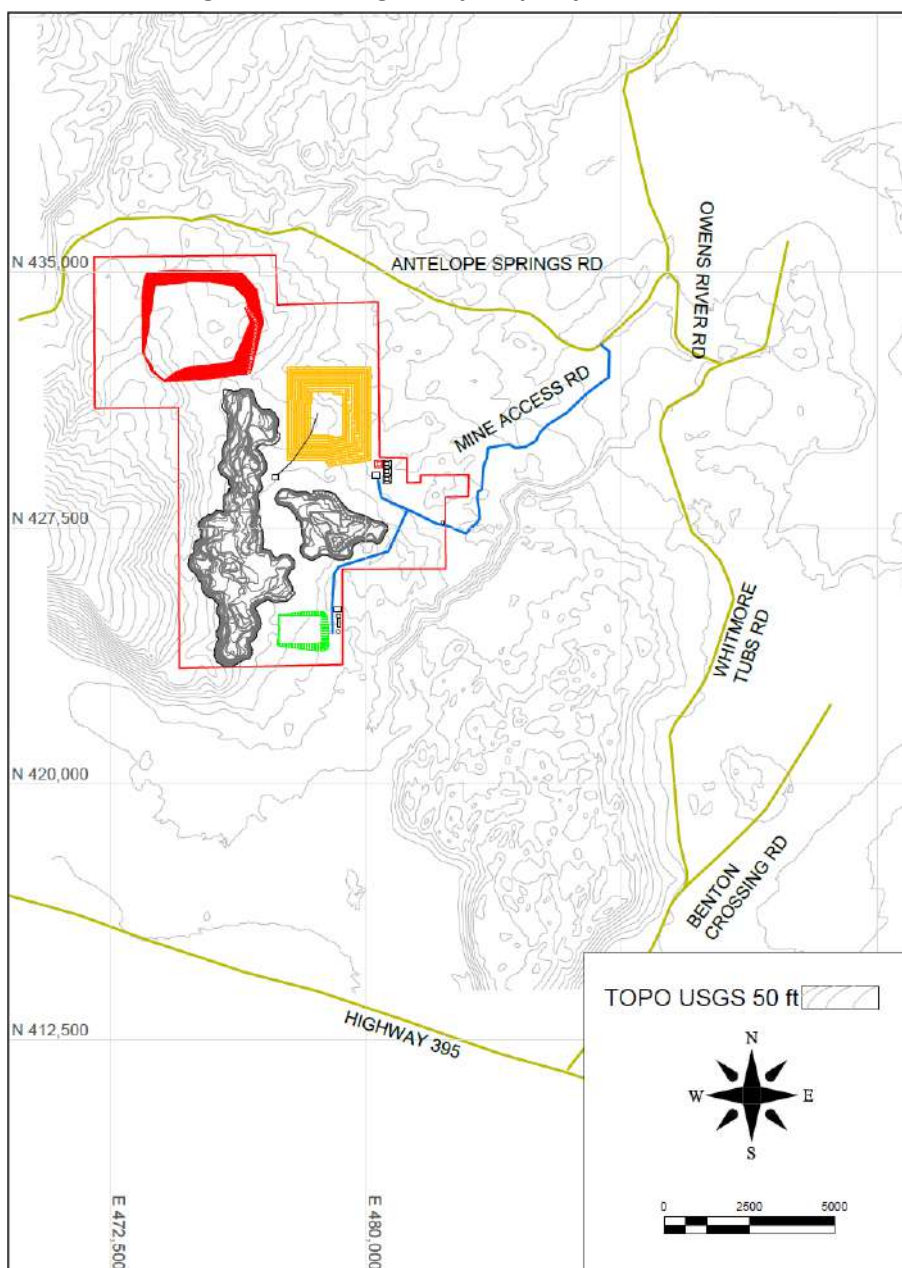 N 435,000
ANTELOPE SPRINGS RD
OWENS RIVER RD
MINE ACCESS RD
N 427,500
WHITMORE
TUBS RD
N 420,000
BENTON
CROSSING RD
HIGHWAY 395
N 412,500
TOPO USGS 50 ft
N
W
E
S
0 2500 5000
E 472,500
E 480,000